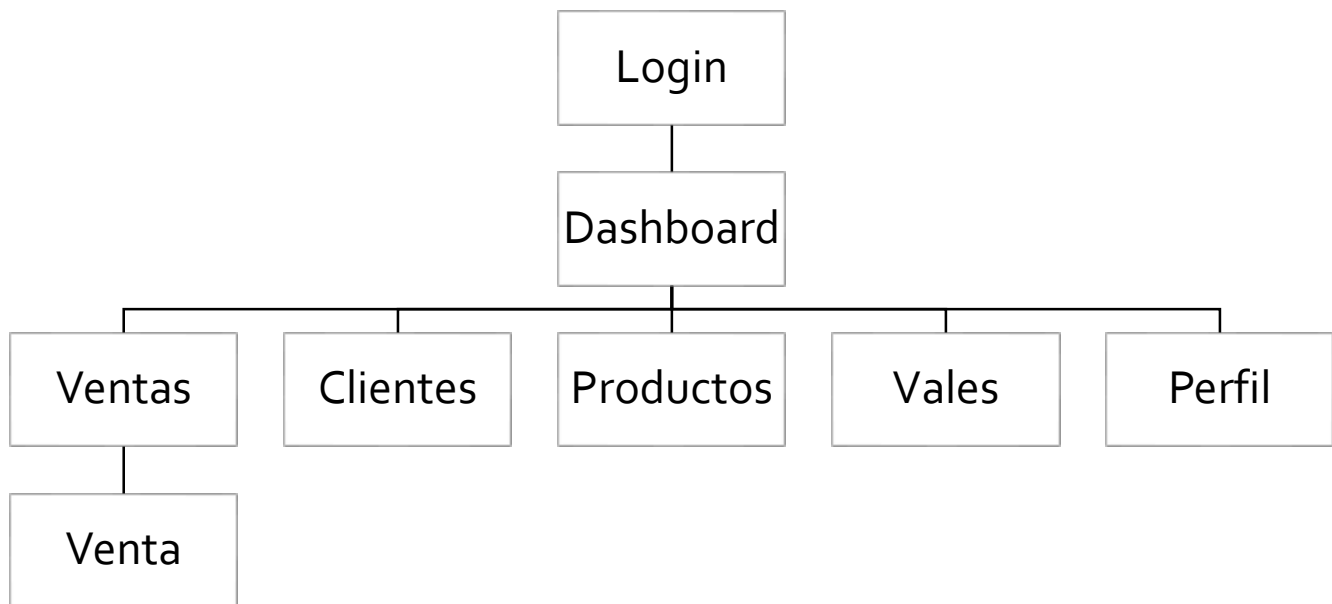 Login
Dashboard
Ventas
Clientes
Productos
Vales
Perfil
Venta